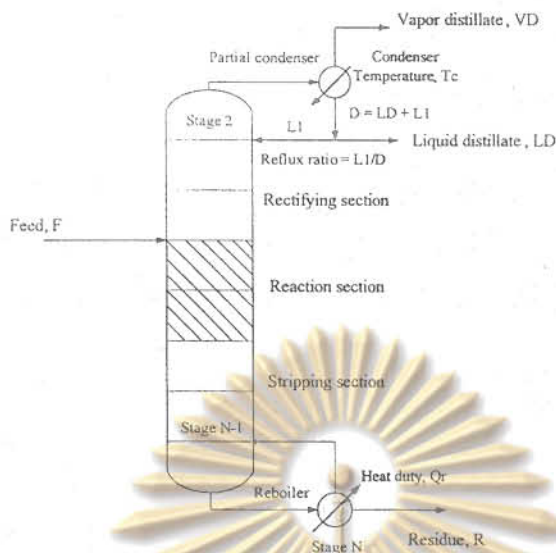 Vapor distillate, VD
Partial condenser
Condenser
Temperature, Tc
Stage 2
D = LD + L1
L1
Liquid distillate , LD
Reflux ratio = L1/D
Rectifying section
Feed, F
Reaction section
Stripping section
Stage N-1
Heat duty, Qr
Reboiler
Stage N
Residue, R